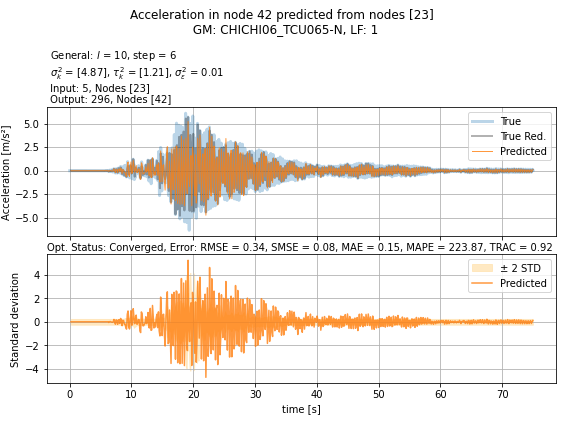 Acceleration in node 42 predicted from nodes [23]
GM: CHICHI06_TCU065-N, LF: 1
General: l = 10, step = 6
σ²ₖ = [4.87], τ²ₖ = [1.21], σ²ε = 0.01
Input: 5, Nodes [23]
Output: 296, Nodes [42]
Acceleration [m/s²]
5.0
2.5
0.0
−2.5
−5.0
True
True Red.
Predicted
Opt. Status: Converged, Error: RMSE = 0.34, SMSE = 0.08, MAE = 0.15, MAPE = 223.87, TRAC = 0.92
Standard deviation
4
2
0
−2
−4
± 2 STD
Predicted
0 10 20 30 40 50 60 70
time [s]